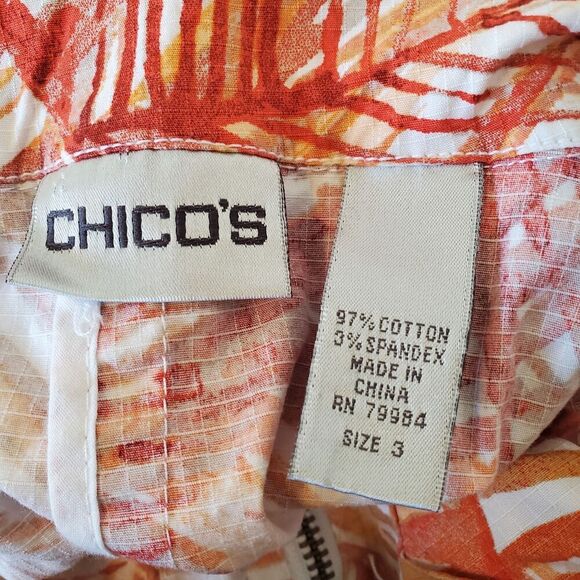 CHICO'S
97% COTTON
3% SPANDEX
MADE IN
CHINA
RN 79984
SIZE 3